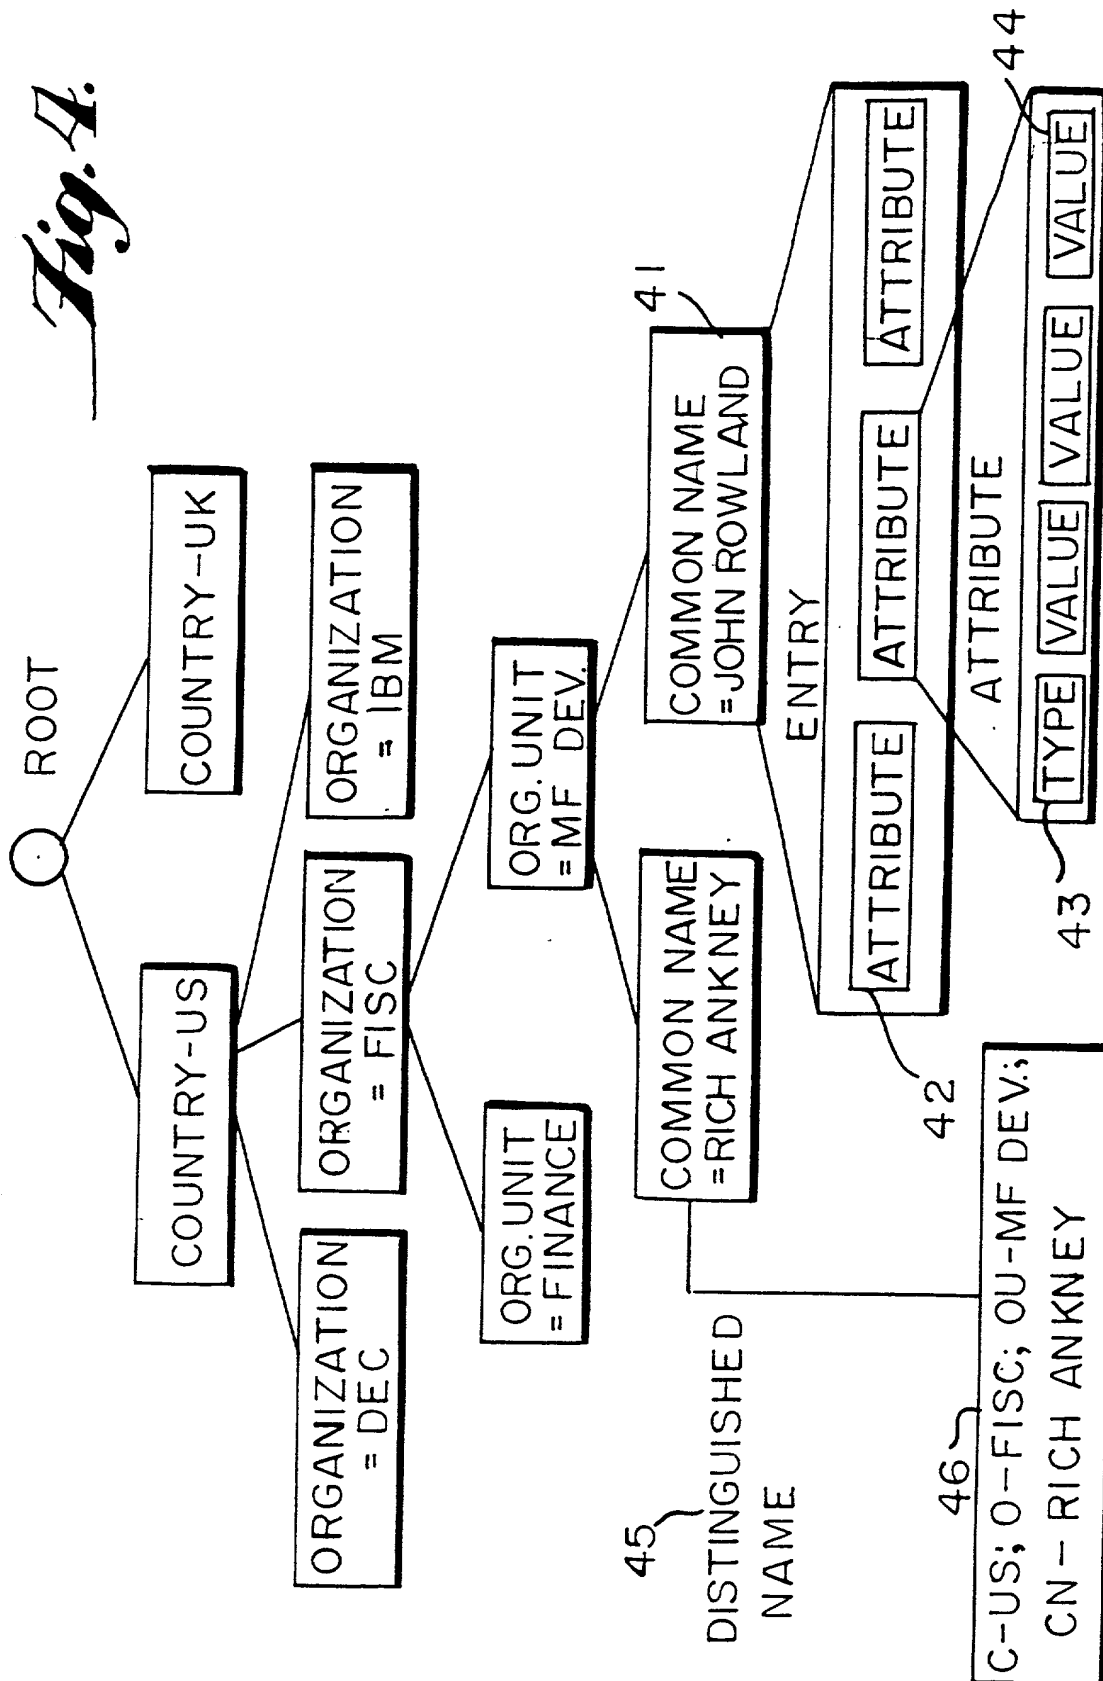 Fig. 4.
ROOT
COUNTRY-US
COUNTRY-UK
ORGANIZATION
= DEC
ORGANIZATION
= FISC
ORGANIZATION
= IBM
ORG. UNIT
= FINANCE
ORG. UNIT
= MF DEV.
COMMON NAME
=RICH ANKNEY
COMMON NAME
=JOHN ROWLAND
41
45
DISTINGUISHED
NAME
ENTRY
ATTRIBUTE
ATTRIBUTE
ATTRIBUTE
42
ATTRIBUTE
44
43
TYPE
VALUE
VALUE
VALUE
46
C-US; O-FISC; OU-MF DEV.;
CN-RICH ANKNEY